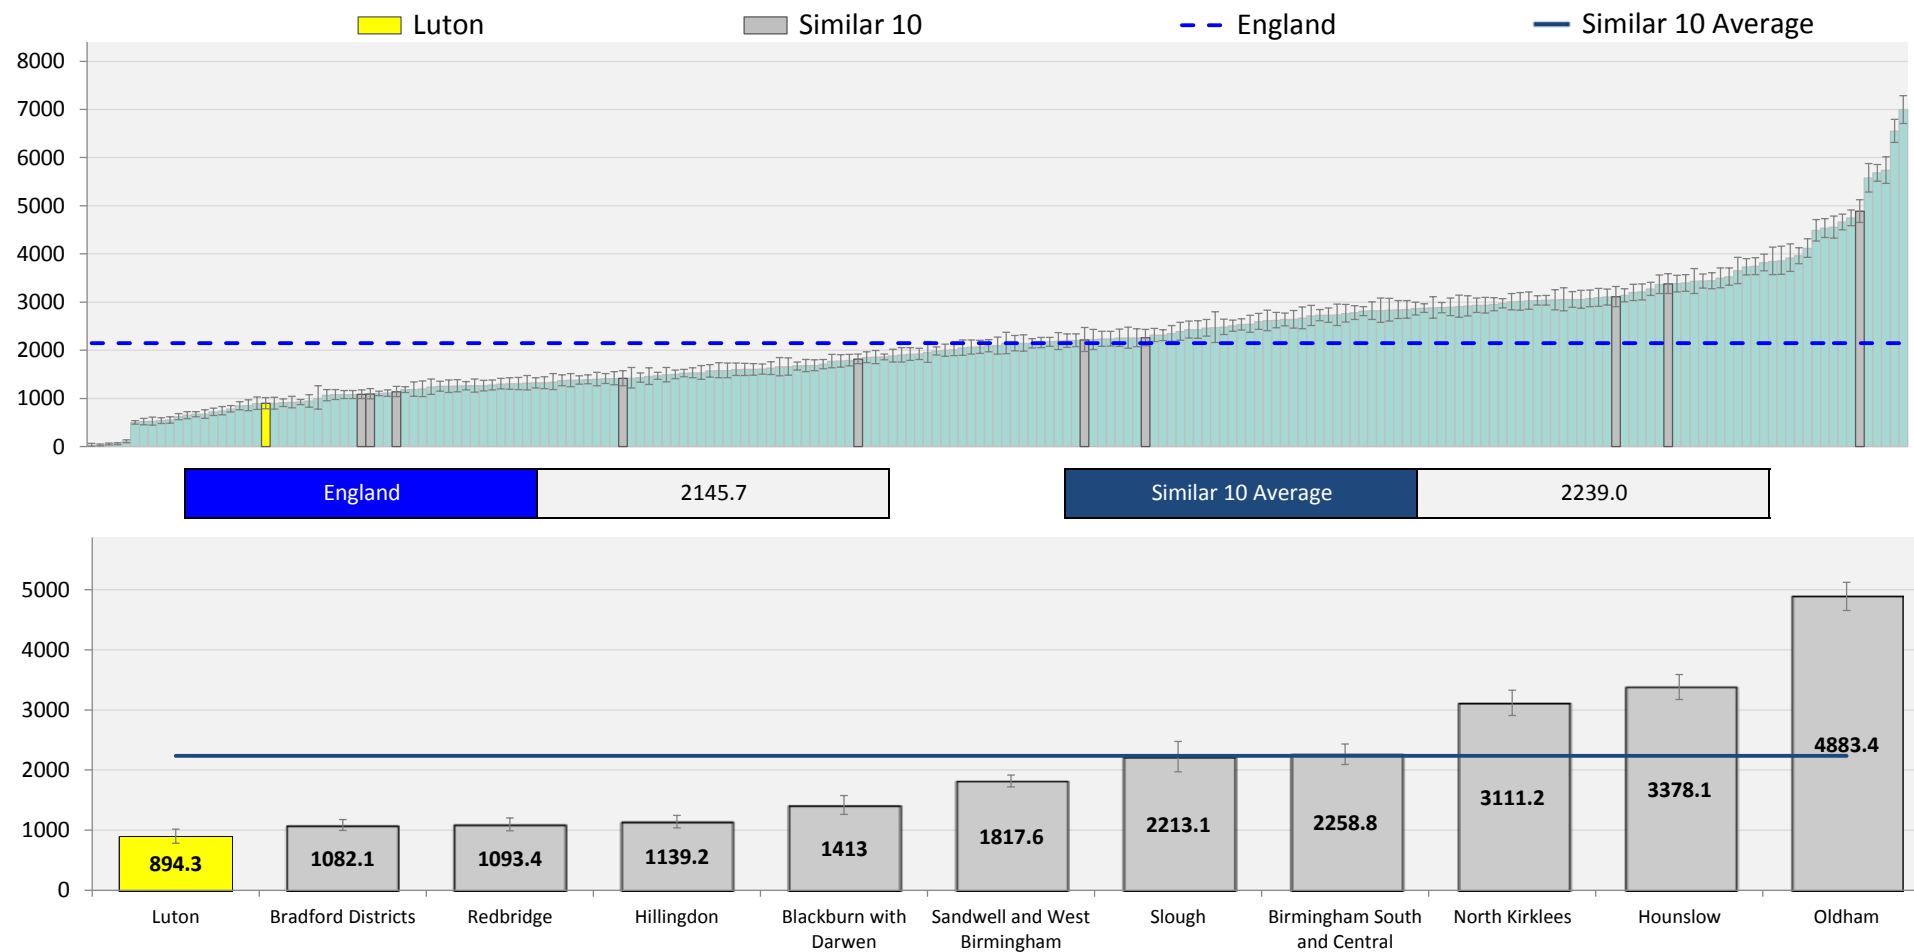 Luton
Similar 10
England
Similar 10 Average
8000
7000
6000
5000
4000
3000
2000
1000
0
England
2145.7
Similar 10 Average
2239.0
5000
4000
3000
2000
1000
0
894.3
1082.1
1093.4
1139.2
1413
1817.6
2213.1
2258.8
3111.2
3378.1
4883.4
Luton
Bradford Districts
Redbridge
Hillingdon
Blackburn with
Darwen
Sandwell and West
Birmingham
Slough
Birmingham South
and Central
North Kirklees
Hounslow
Oldham